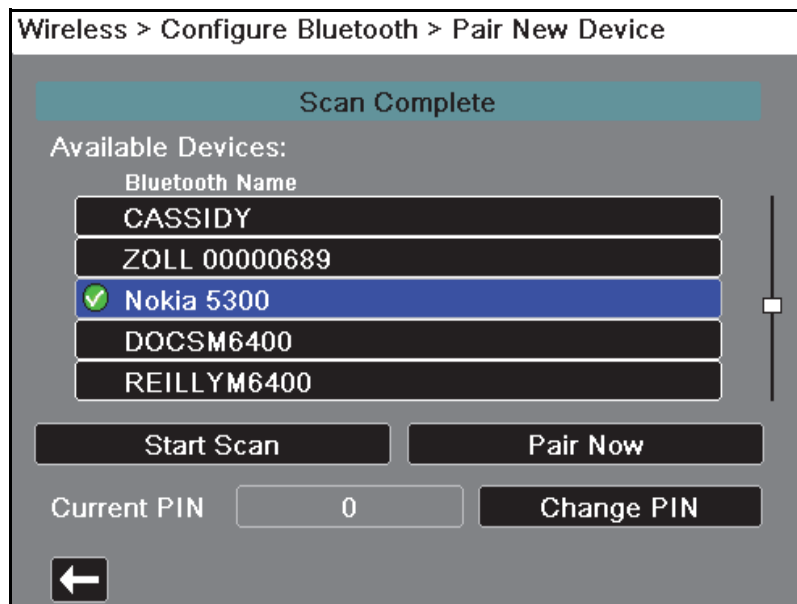 Wireless > Configure Bluetooth > Pair New Device
Scan Complete
Available Devices:
Bluetooth Name
CASSIDY
ZOLL 00000689
Nokia 5300
DOCSM6400
REILLYM6400
Start Scan Pair Now
Current PIN 0 Change PIN